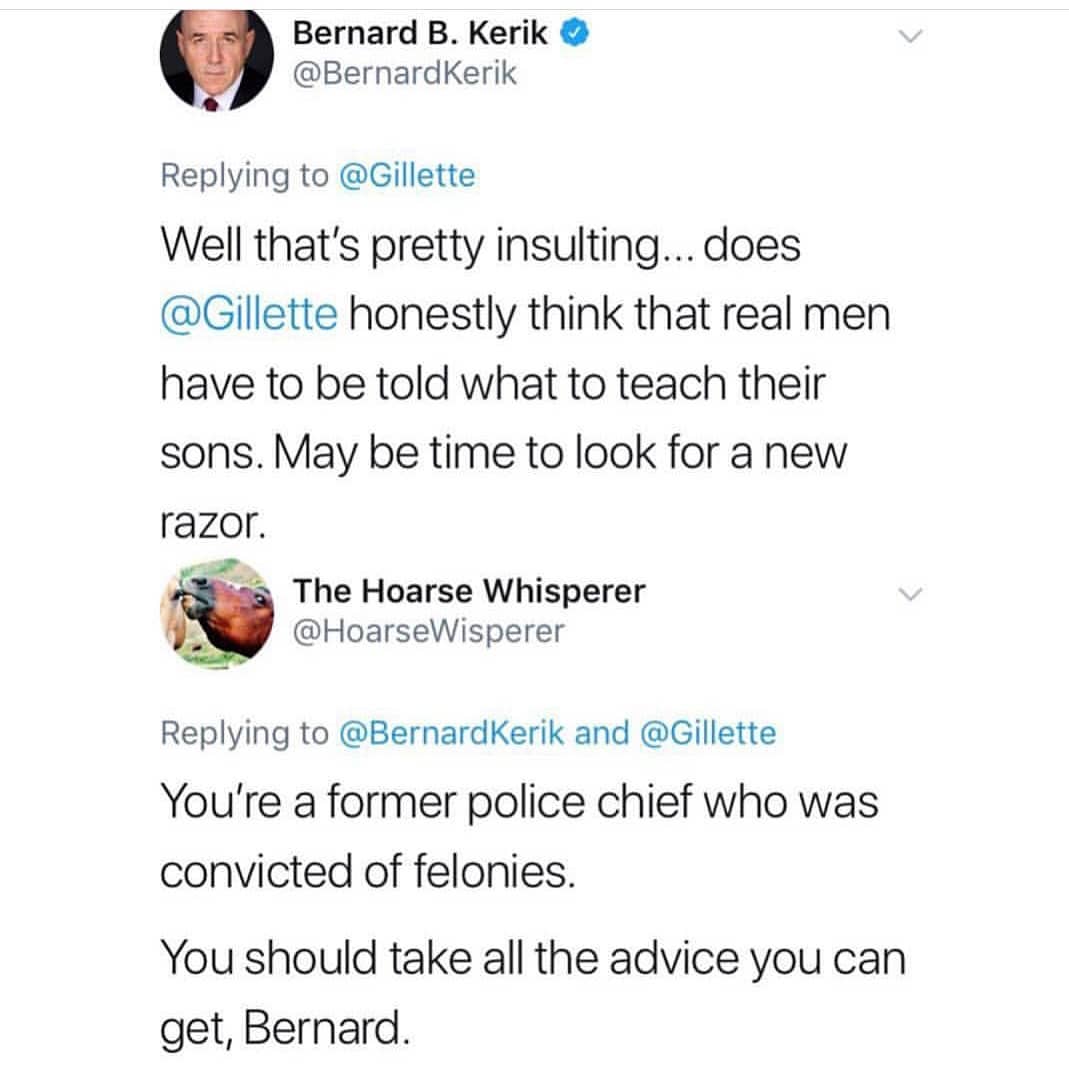 Bernard B. Kerik
@BernardKerik
Replying to @Gillette
Well that's pretty insulting... does
@Gillette honestly think that real men
have to be told what to teach their
sons. May be time to look for a new
razor.
The Hoarse Whisperer
@HoarseWisperer
Replying to @BernardKerik and @Gillette
You're a former police chief who was
convicted of felonies.
You should take all the advice you can
get, Bernard.